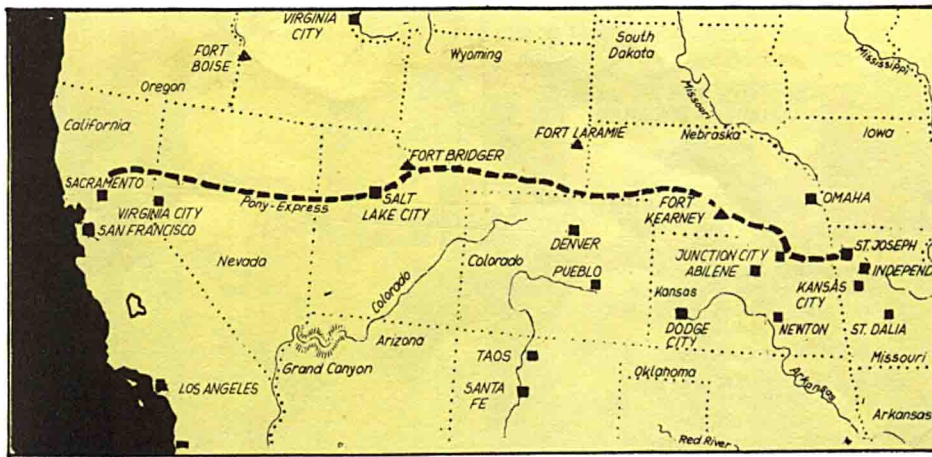 VIRGINIA
CITY
South
Dakota
Mississippi
FORT
BOISE
Wyoming
Oregon
Missouri
California
FORT LARAMIE
Nebraska
Iowa
FORT BRIDGER
SACRAMENTO
VIRGINIA CITY
SAN FRANCISCO
Pony-Express
SALT
LAKE CITY
FORT
KEARNEY
OMAHA
Nevada
Colorado
Colorado
DENVER
PUEBLO
JUNCTION CITY
ABILENE
ST. JOSEPH
INDEPEND
KANSAS
CITY
Kansas
DODGE
CITY
NEWTON
ST. DALIA
Arizona
Grand Canyon
TAOS
SANTA
FE
Missouri
Oklahoma
Arkansas
LOS ANGELES
Arkansas
Red River